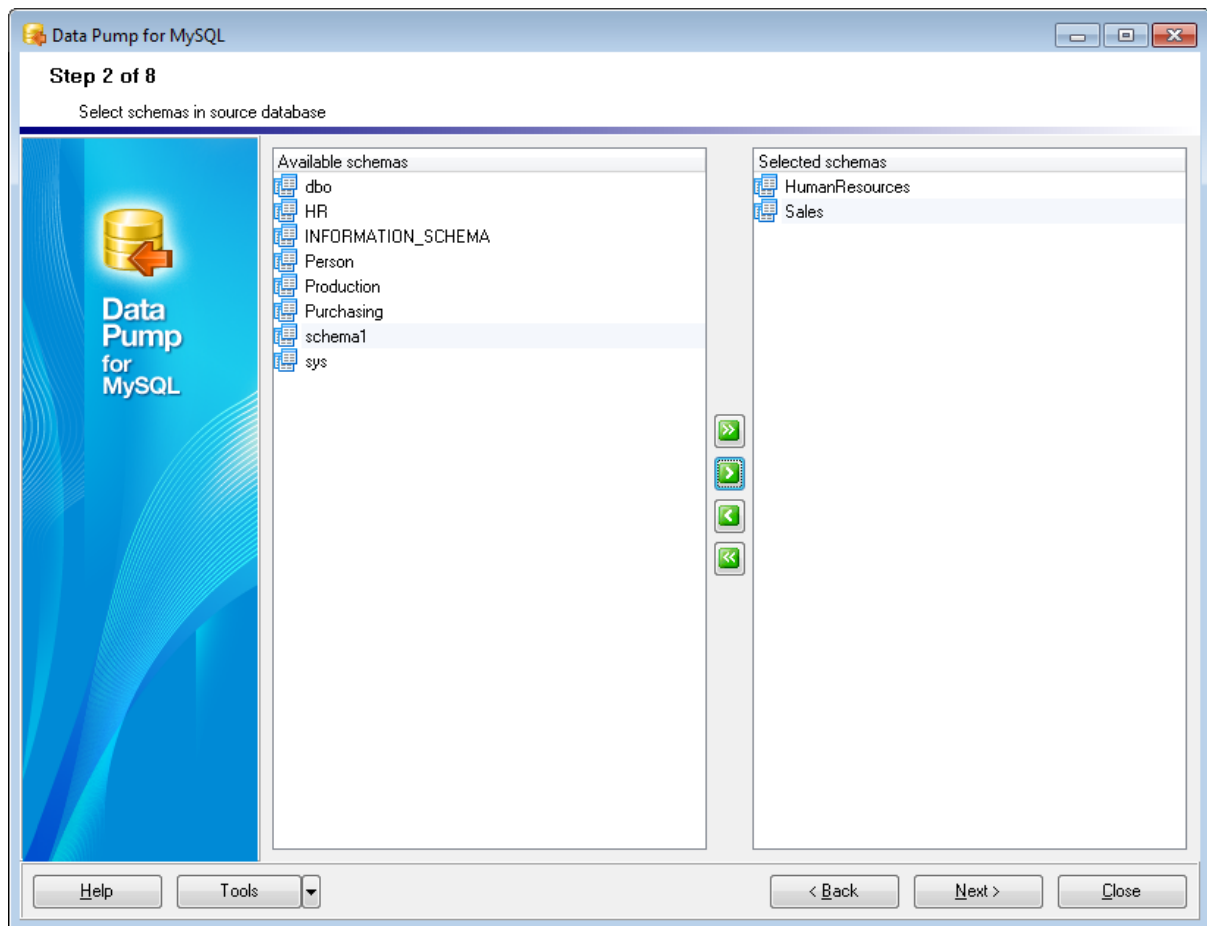 Data Pump for MySQL
Step 2 of 8
Select schemas in source database
Data
Pump
for
MySQL
Available schemas
dbo
HR
INFORMATION_SCHEMA
Person
Production
Purchasing
schema1
sys
Selected schemas
HumanResources
Sales
Help
Tools
< Back
Next >
Close